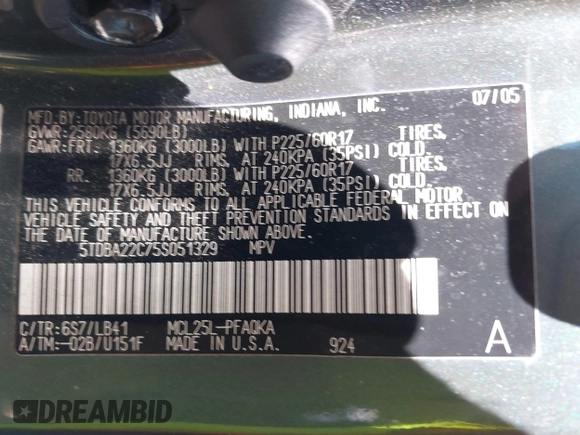 MFD. BY: TOYOTA MOTOR MANUFACTURING, INDIANA, INC. 07/05
GVWR: 2580KG (5690LB)
GAWR: FRT. 1360KG (3000LB) WITH P225/60R17 TIRES,
17X6.5JJ RIMS, AT 240KPA (35PSI) COLD.
RR. 1360KG (3000LB) WITH P225/60R17 TIRES,
17X6.5JJ RIMS, AT 240KPA (35PSI) COLD.
THIS VEHICLE CONFORMS TO ALL APPLICABLE FEDERAL MOTOR
VEHICLE SAFETY AND THEFT PREVENTION STANDARDS IN EFFECT ON
THE DATE OF MANUFACTURE SHOWN ABOVE.
5TDBA22C75S051329 MPV
C/TR: 6S7/LB41 MCL25L-PFAQKA
A/TM: -02B/U151F MADE IN U.S.A. 924 A
DREAMBID